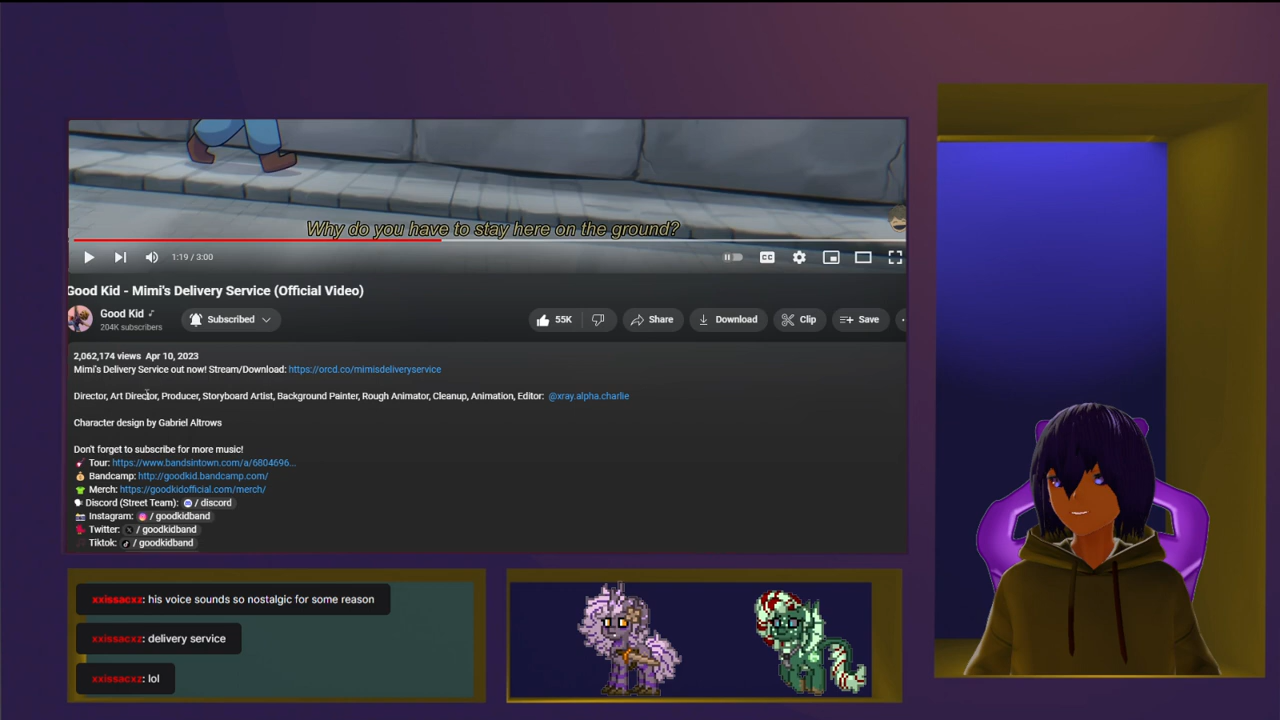 Why do you have to stay here on the ground?
1:19 / 3:00
CC
Good Kid - Mimi's Delivery Service (Official Video)
Good Kid
204K subscribers
Subscribed
55K
Share
Download
Clip
Save
2,062,174 views Apr 10, 2023
Mimi's Delivery Service out now! Stream/Download: https://orcd.co/mimisdeliveryservice
Director, Art Director, Producer, Storyboard Artist, Background Painter, Rough Animator, Cleanup, Animation, Editor: @xray.alpha.charlie
Character design by Gabriel Altrows
Don't forget to subscribe for more music!
Tour: https://www.bandsintown.com/a/6804696...
Bandcamp: http://goodkid.bandcamp.com/
Merch: https://goodkidofficial.com/merch/
Discord (Street Team): / discord
Instagram: / goodkidband
Twitter: / goodkidband
Tiktok: / goodkidband
xxissacxz: his voice sounds so nostalgic for some reason
xxissacxz: delivery service
xxissacxz: lol